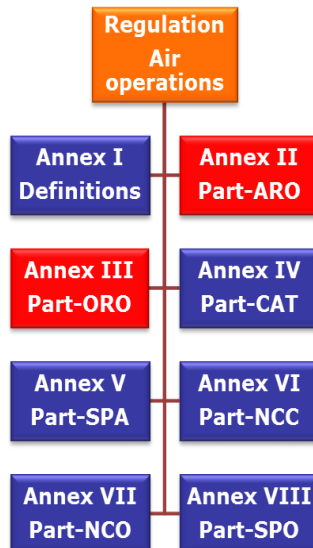 Regulation
Air
operations
Annex I
Definitions
Annex II
Part-ARO
Annex III
Part-ORO
Annex IV
Part-CAT
Annex V
Part-SPA
Annex VI
Part-NCC
Annex VII
Part-NCO
Annex VIII
Part-SPO